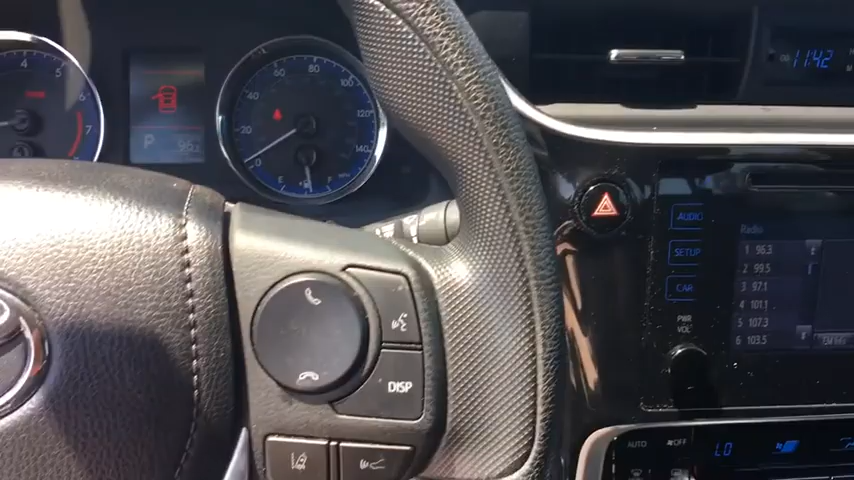 4
5
6
7
P
20
40
60
80
100
120
140
160
E
F
11:42
AUDIO
SETUP
CAR
PWR
VOL
Radio
1 96.3
2 99.5
3 97.1
4 101.1
5 107.3
6 103.5
DISP
AUTO
OFF
LO